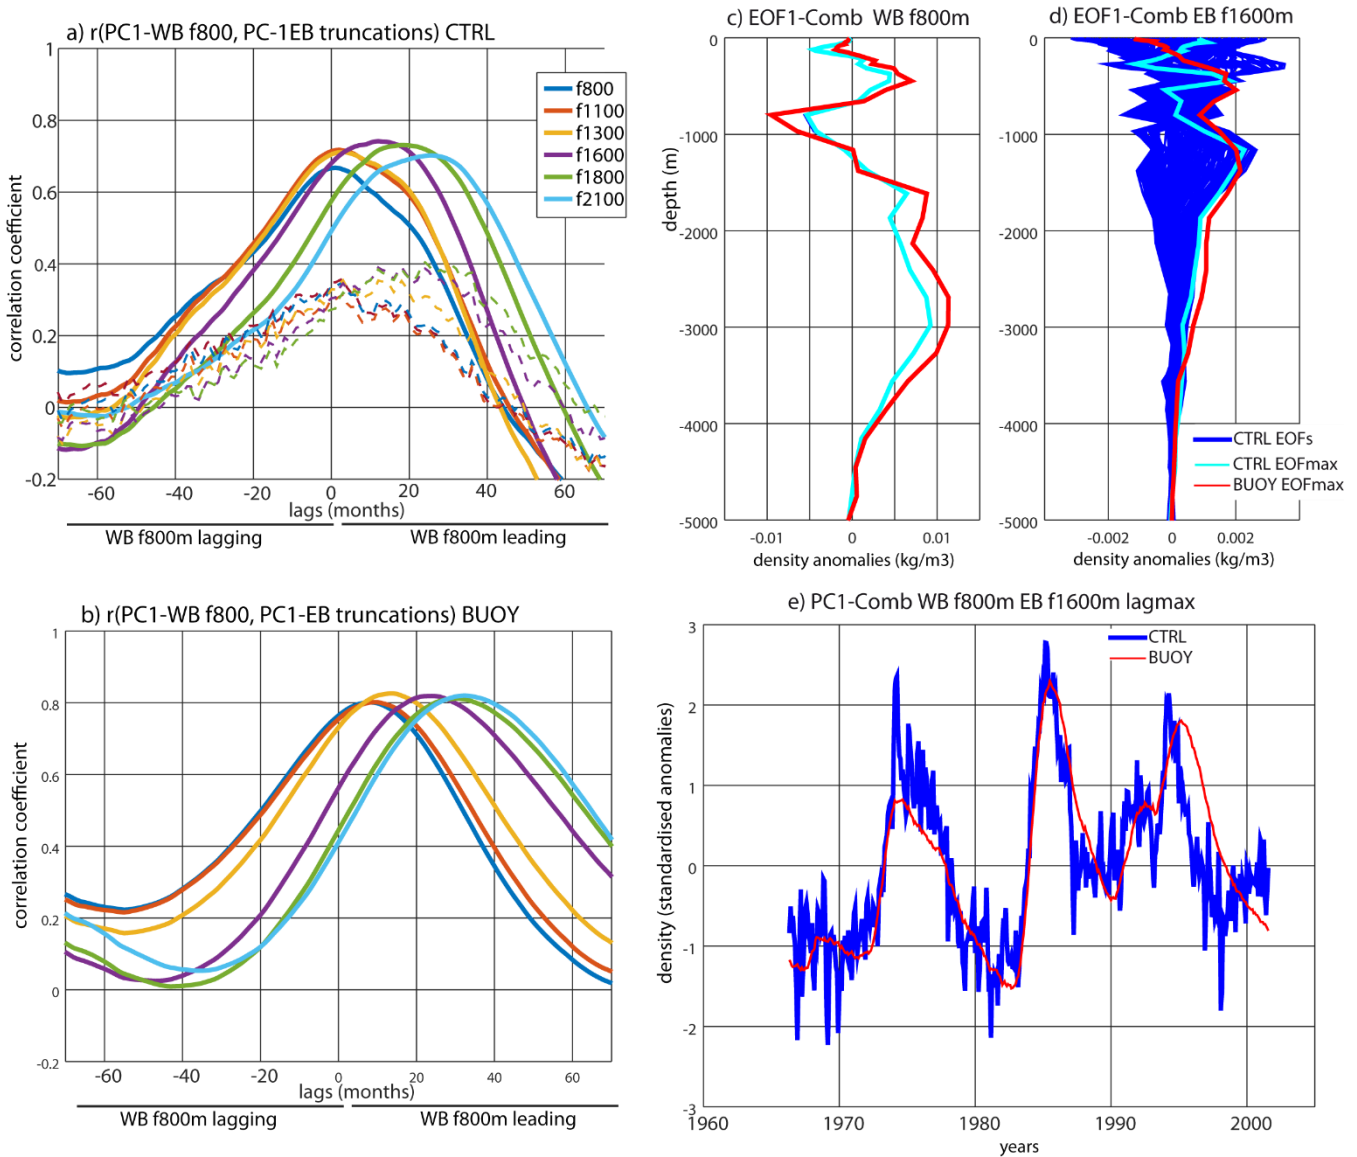 a) r(PC1-WB f800, PC-1EB truncations) CTRL
1
0.8
0.6
0.4
0.2
0
-0.2
correlation coefficient
f800
f1100
f1300
f1600
f1800
f2100
-60
-40
-20
0
20
40
60
lags (months)
WB f800m lagging
WB f800m leading
c) EOF1-Comb WB f800m
0
-1000
-2000
-3000
-4000
-5000
depth (m)
-0.01
0
0.01
density anomalies (kg/m3)
d) EOF1-Comb EB f1600m
0
-1000
-2000
-3000
-4000
-5000
CTRL EOFs
CTRL EOFmax
BUOY EOFmax
-0.002
0
0.002
density anomalies (kg/m3)
b) r(PC1-WB f800, PC1-EB truncations) BUOY
1
0.8
0.6
0.4
0.2
0
-0.2
correlation coefficient
-60
-40
-20
0
20
40
60
lags (months)
WB f800m lagging
WB f800m leading
e) PC1-Comb WB f800m EB f1600m lagmax
3
2
1
0
-1
-2
-3
density (standardised anomalies)
CTRL
BUOY
1960
1970
1980
1990
2000
years